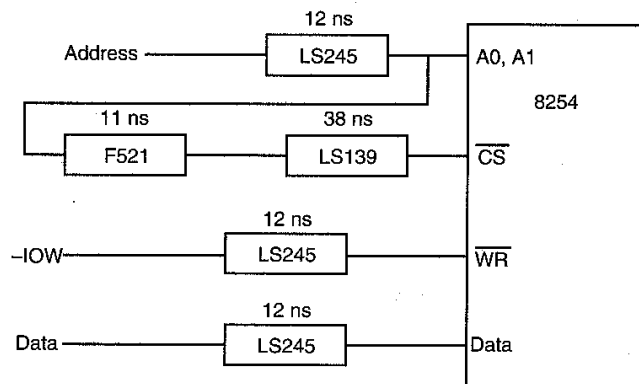 12 ns
Address
LS245
A0, A1
8254
11 ns
38 ns
F521
LS139
CS
12 ns
–IOW
LS245
WR
12 ns
Data
LS245
Data